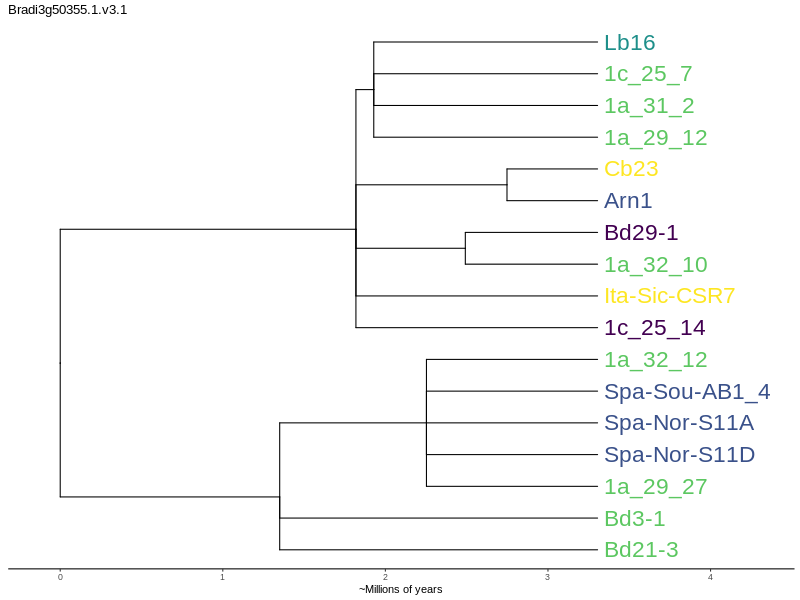 Bradi3g50355.1.v3.1
Lb16
1c_25_7
1a_31_2
1a_29_12
Cb23
Arn1
Bd29-1
1a_32_10
Ita-Sic-CSR7
1c_25_14
1a_32_12
Spa-Sou-AB1_4
Spa-Nor-S11A
Spa-Nor-S11D
1a_29_27
Bd3-1
Bd21-3
0 1 2 3 4
~Millions of years